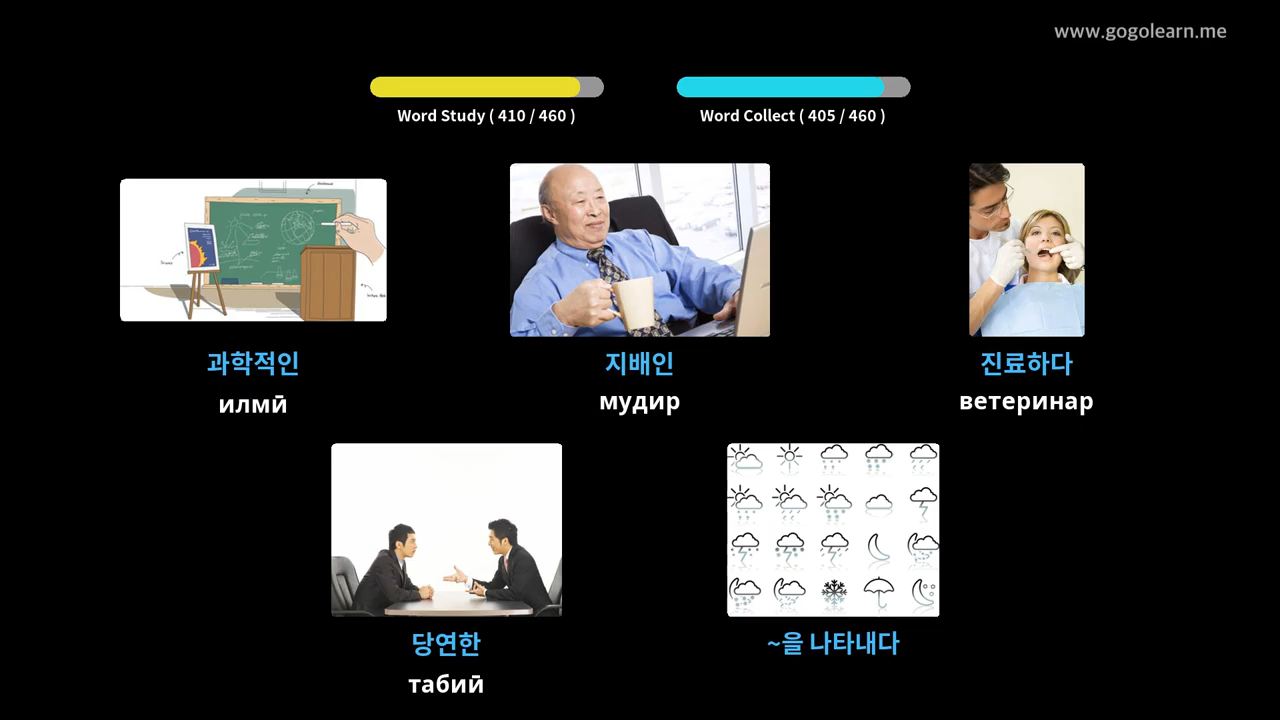 www.gogolearn.me
Word Study ( 410 / 460 )
Word Collect ( 405 / 460 )
과학적인
илмӣ
지배인
мудир
진료하다
ветеринар
당연한
табиӣ
~을 나타내다